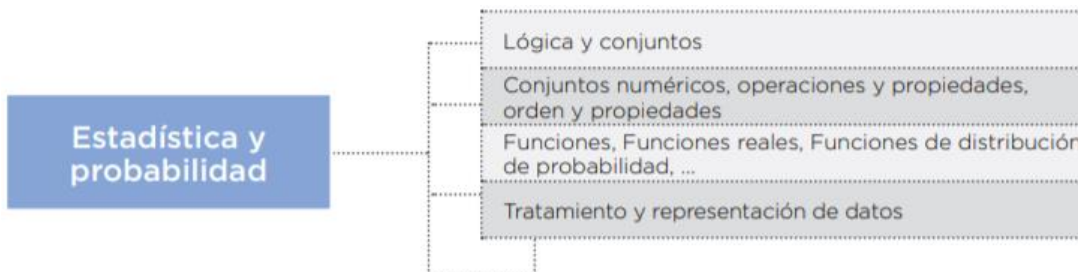 Estadística y
probabilidad
Lógica y conjuntos
Conjuntos numéricos, operaciones y propiedades,
orden y propiedades
Funciones, Funciones reales, Funciones de distribución
de probabilidad, ...
Tratamiento y representación de datos